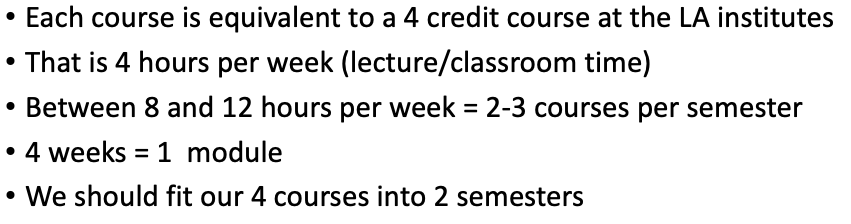 • Each course is equivalent to a 4 credit course at the LA institutes
• That is 4 hours per week (lecture/classroom time)
• Between 8 and 12 hours per week = 2-3 courses per semester
• 4 weeks = 1  module
• We should fit our 4 courses into 2 semesters